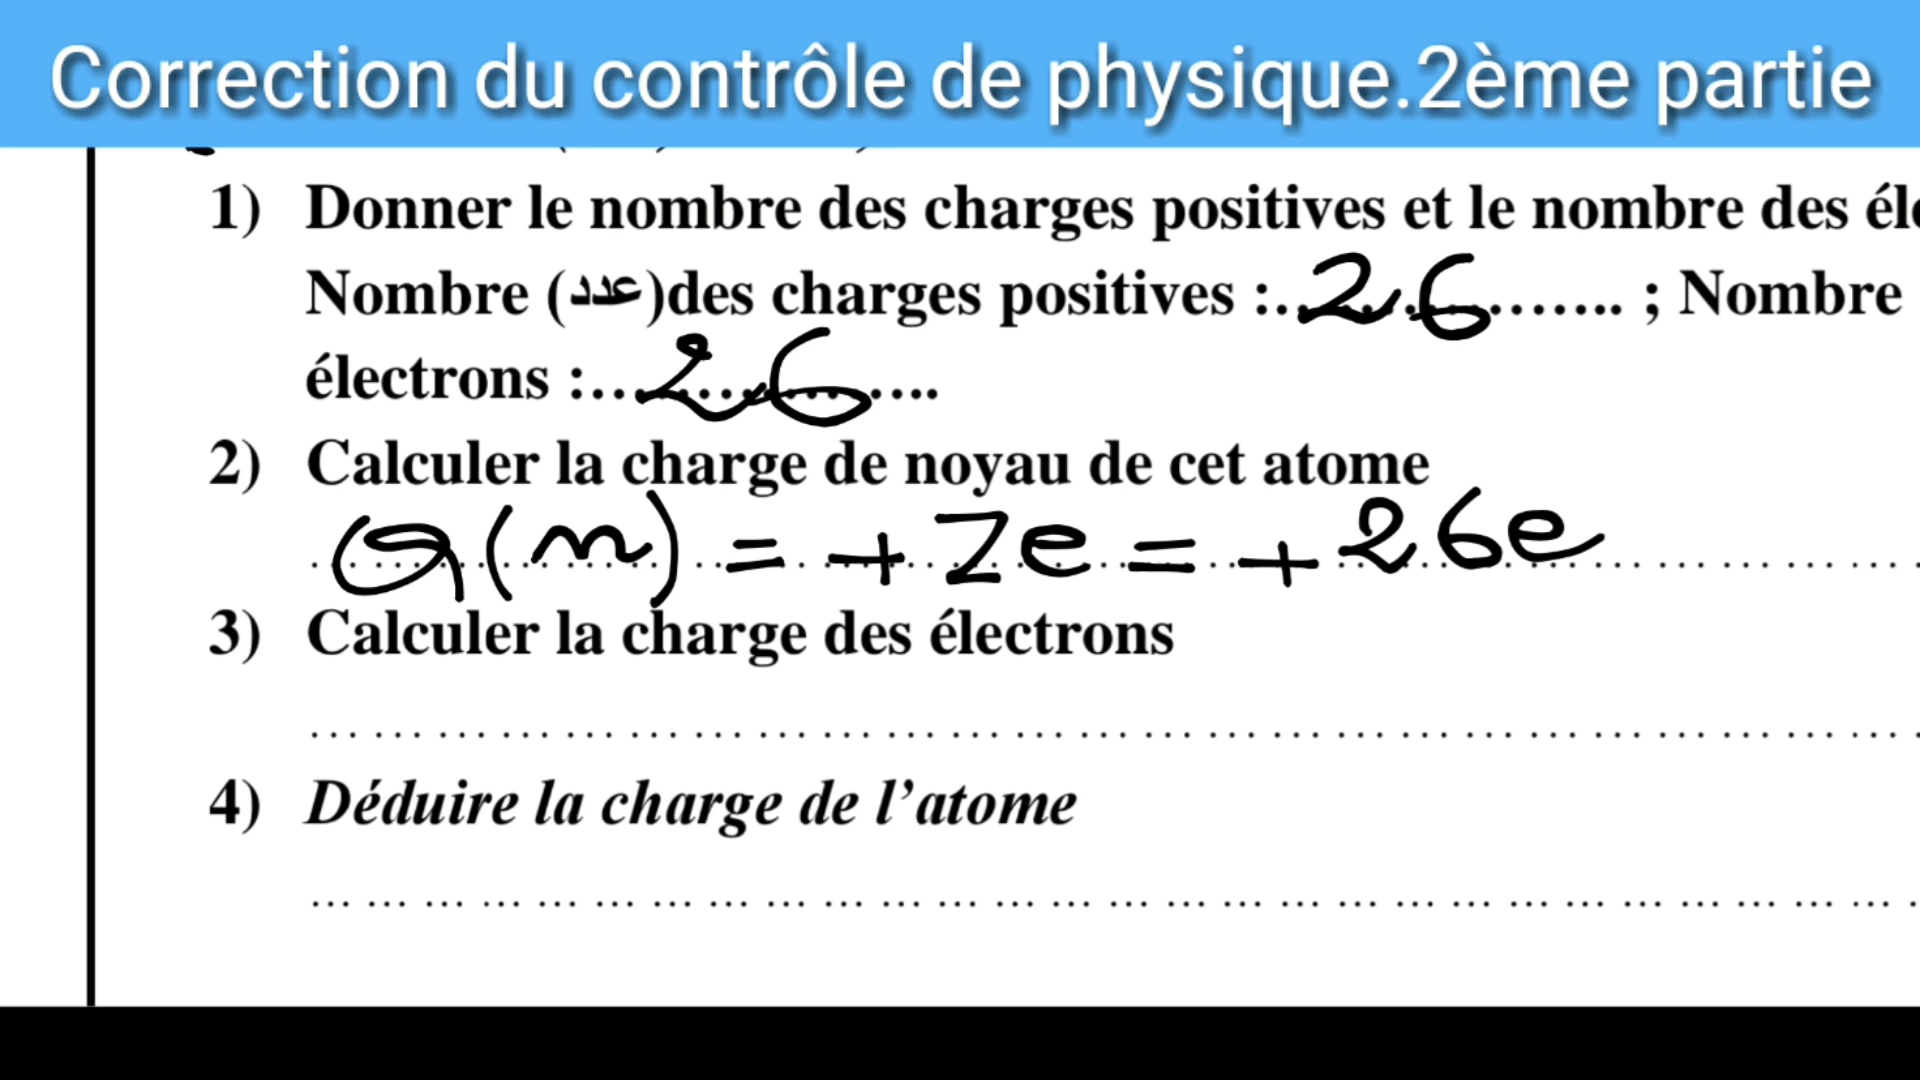 Correction du contrôle de physique.2ème partie
1) Donner le nombre des charges positives et le nombre des
Nombre (عدد)des charges positives :..26........ ; Nombre
électrons :...26....
2) Calculer la charge de noyau de cet atome
Q(n) = +Ze = +26e
3) Calculer la charge des électrons
4) Déduire la charge de l’atome